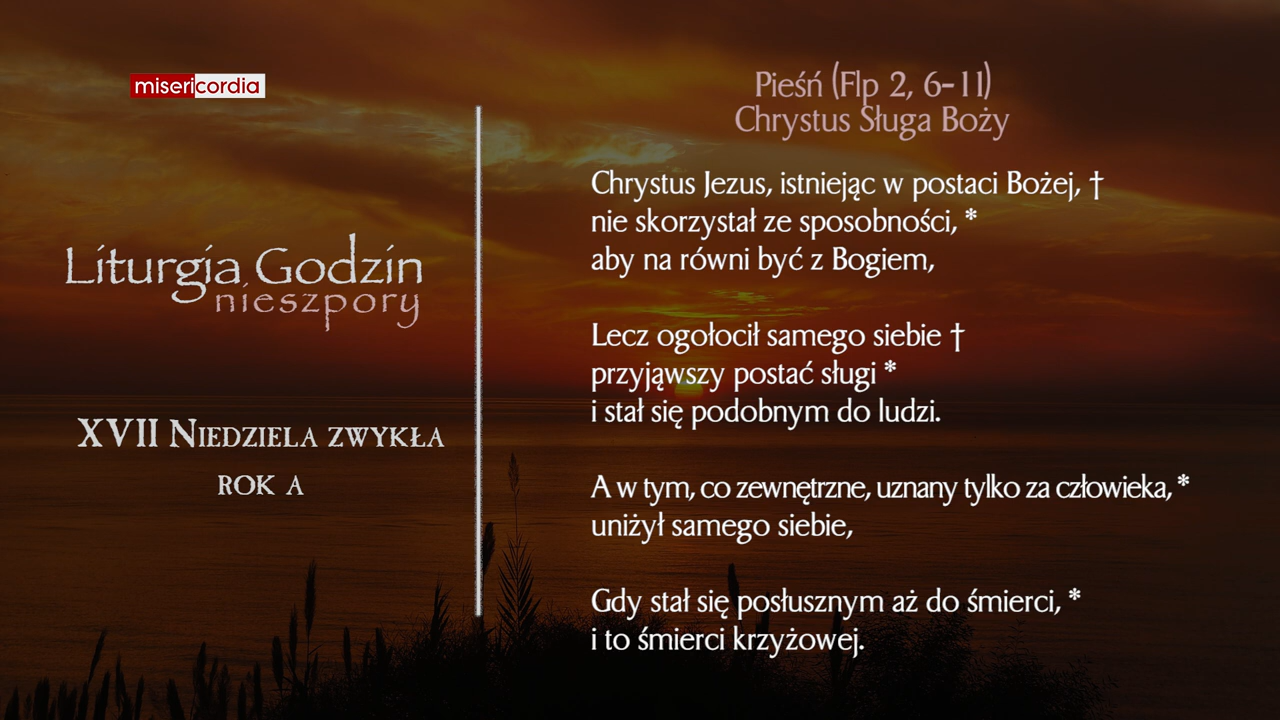 misericordia
Liturgia Godzin
nieszpory
XVII Niedziela zwykła
rok A
Pieśń (Flp 2, 6-11)
Chrystus Sługa Boży
Chrystus Jezus, istniejąc w postaci Bożej, †
nie skorzystał ze sposobności, *
aby na równi być z Bogiem,
Lecz ogołocił samego siebie †
przyjąwszy postać sługi *
i stał się podobnym do ludzi.
A w tym, co zewnętrzne, uznany tylko za człowieka, *
uniżył samego siebie,
Gdy stał się posłusznym aż do śmierci, *
i to śmierci krzyżowej.